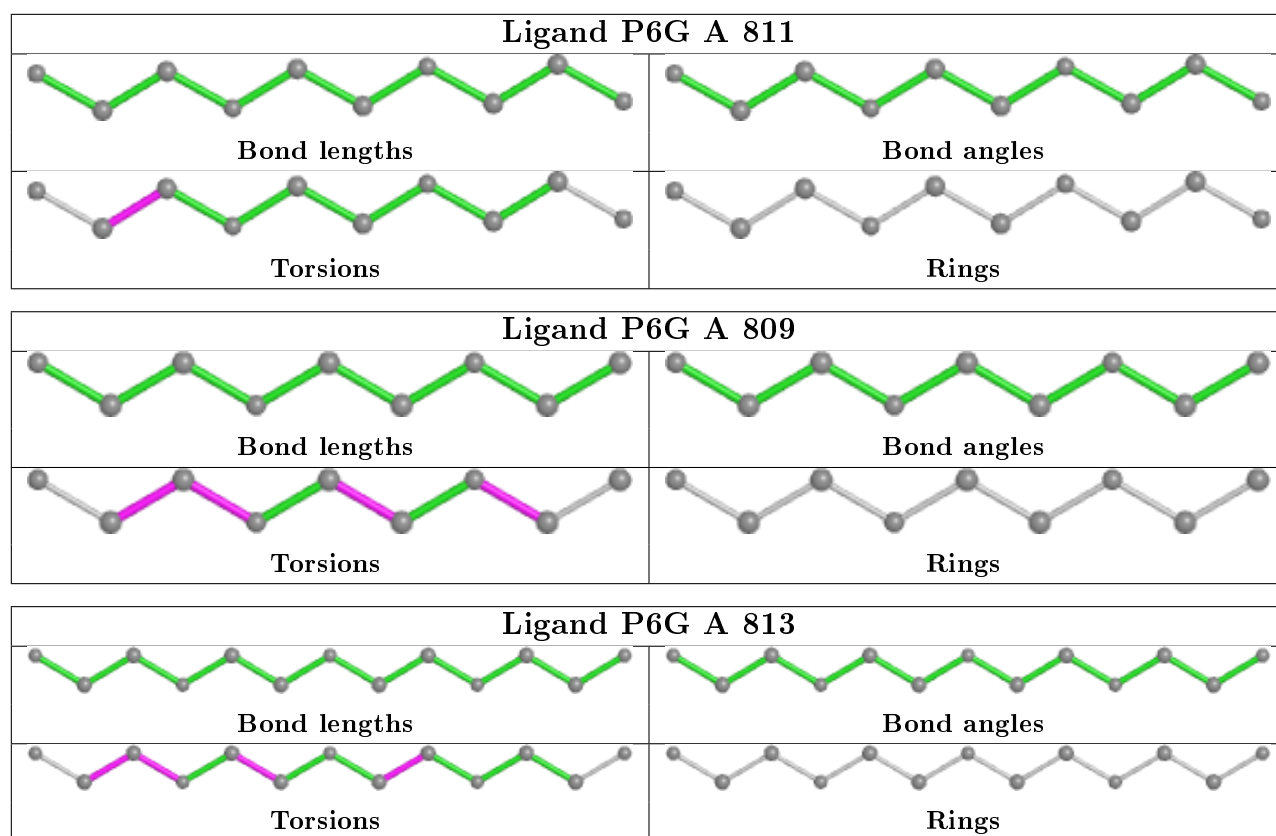 Ligand P6G A 811
Bond lengths Bond angles
Torsions Rings
Ligand P6G A 809
Bond lengths Bond angles
Torsions Rings
Ligand P6G A 813
Bond lengths Bond angles
Torsions Rings